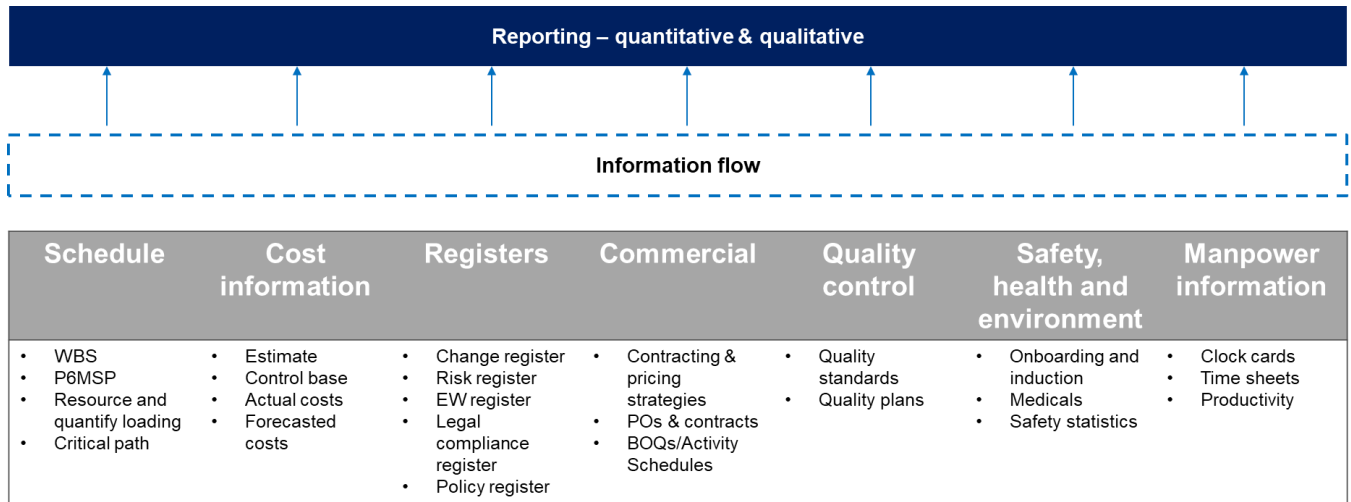 Reporting – quantitative & qualitative
Information flow
Schedule
Cost
information
Registers
Commercial
Quality
control
Safety,
health and
environment
Manpower
information
• WBS
• P6MSP
• Resource and
quantify loading
• Critical path
• Estimate
• Control base
• Actual costs
• Forecasted
costs
• Change register
• Risk register
• EW register
• Legal
compliance
register
• Policy register
• Contracting &
pricing
strategies
• POs & contracts
• BOQs/Activity
Schedules
• Quality
standards
• Quality plans
• Onboarding and
induction
• Medicals
• Safety statistics
• Clock cards
• Time sheets
• Productivity